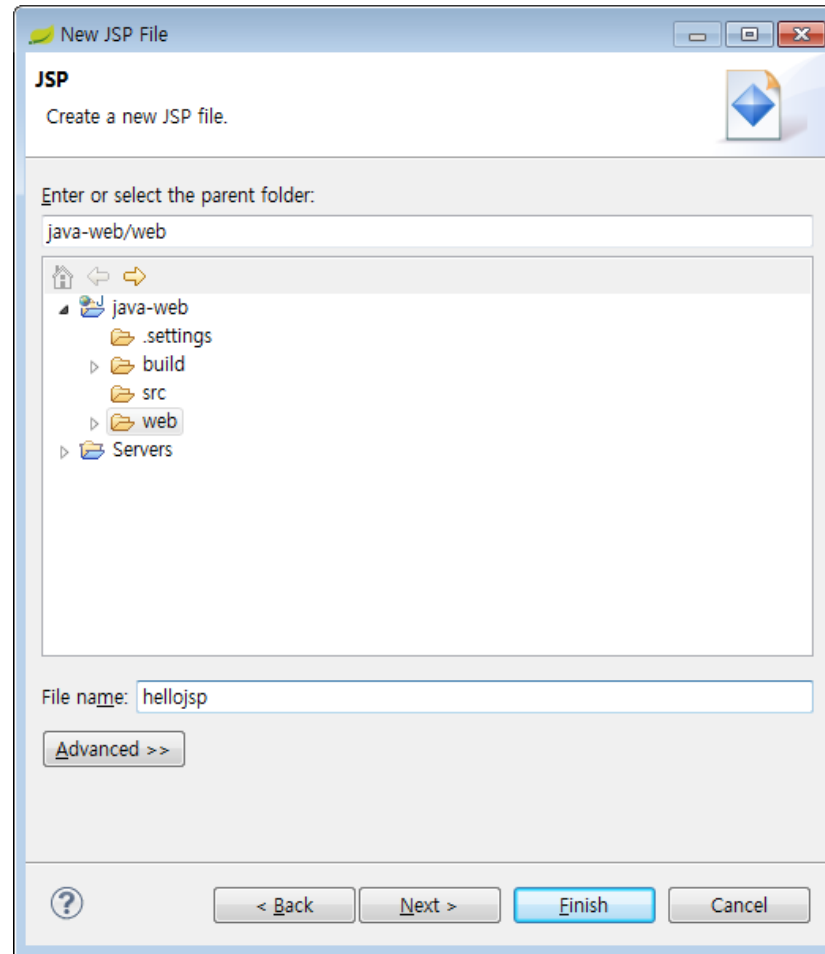 New JSP File
JSP
Create a new JSP file.
Enter or select the parent folder:
java-web/web
java-web
.settings
build
src
web
Servers
File name: hellojsp
Advanced >>
? < Back Next > Finish Cancel